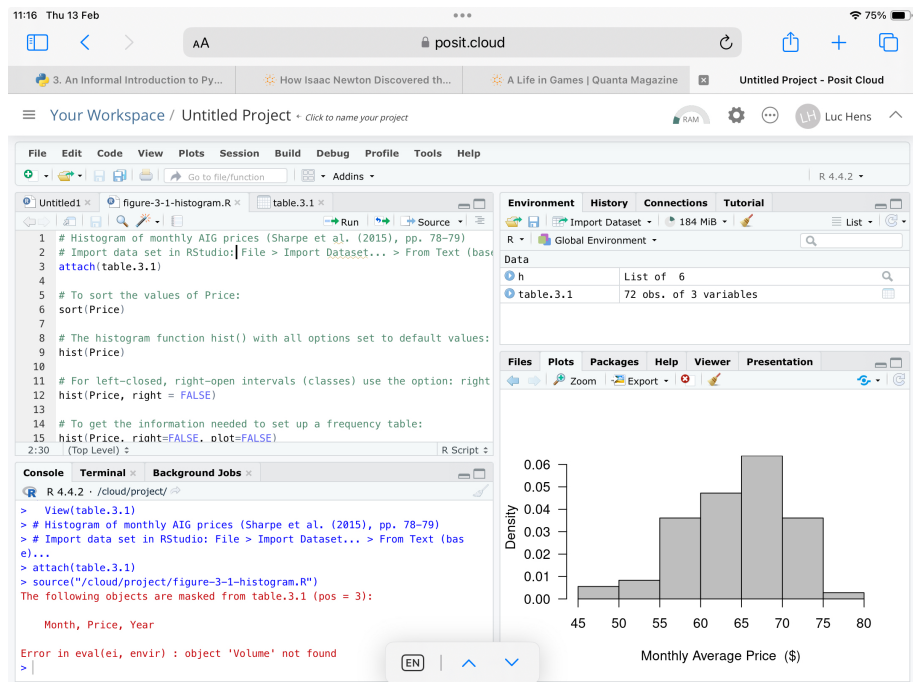 11:16 Thu 13 Feb
75%
AA
posit.cloud
3. An Informal Introduction to Py...
How Isaac Newton Discovered th...
A Life in Games | Quanta Magazine
Untitled Project - Posit Cloud
Your Workspace / Untitled Project
Click to name your project
RAM
LH
Luc Hens
File Edit Code View Plots Session Build Debug Profile Tools Help
Go to file/function
Addins
R 4.4.2
Untitled1
figure-3-1-histogram.R
table.3.1
Run
Source
1 # Histogram of monthly AIG prices (Sharpe et al. (2015), pp. 78-79)
2 # Import data set in RStudio: File > Import Dataset... > From Text (base
3 attach(table.3.1)
4
5 # To sort the values of Price:
6 sort(Price)
7
8 # The histogram function hist() with all options set to default values:
9 hist(Price)
10
11 # For left-closed, right-open intervals (classes) use the option: right
12 hist(Price, right = FALSE)
13
14 # To get the information needed to set up a frequency table:
15 hist(Price, right=FALSE, plot=FALSE)
2:30 (Top Level)
R Script
Console Terminal Background Jobs
R 4.4.2 · /cloud/project/
> View(table.3.1)
> # Histogram of monthly AIG prices (Sharpe et al. (2015), pp. 78-79)
> # Import data set in RStudio: File > Import Dataset... > From Text (bas
e)...
> attach(table.3.1)
> source("/cloud/project/figure-3-1-histogram.R")
The following objects are masked from table.3.1 (pos = 3):
Month, Price, Year
Error in eval(ei, envir) : object 'Volume' not found
>
Environment History Connections Tutorial
Import Dataset
184 MiB
List
R
Global Environment
Data
h List of 6
table.3.1 72 obs. of 3 variables
Files Plots Packages Help Viewer Presentation
Zoom
Export
0.06
0.05
0.04
0.03
0.02
0.01
0.00
Density
45 50 55 60 65 70 75 80
Monthly Average Price ($)
EN